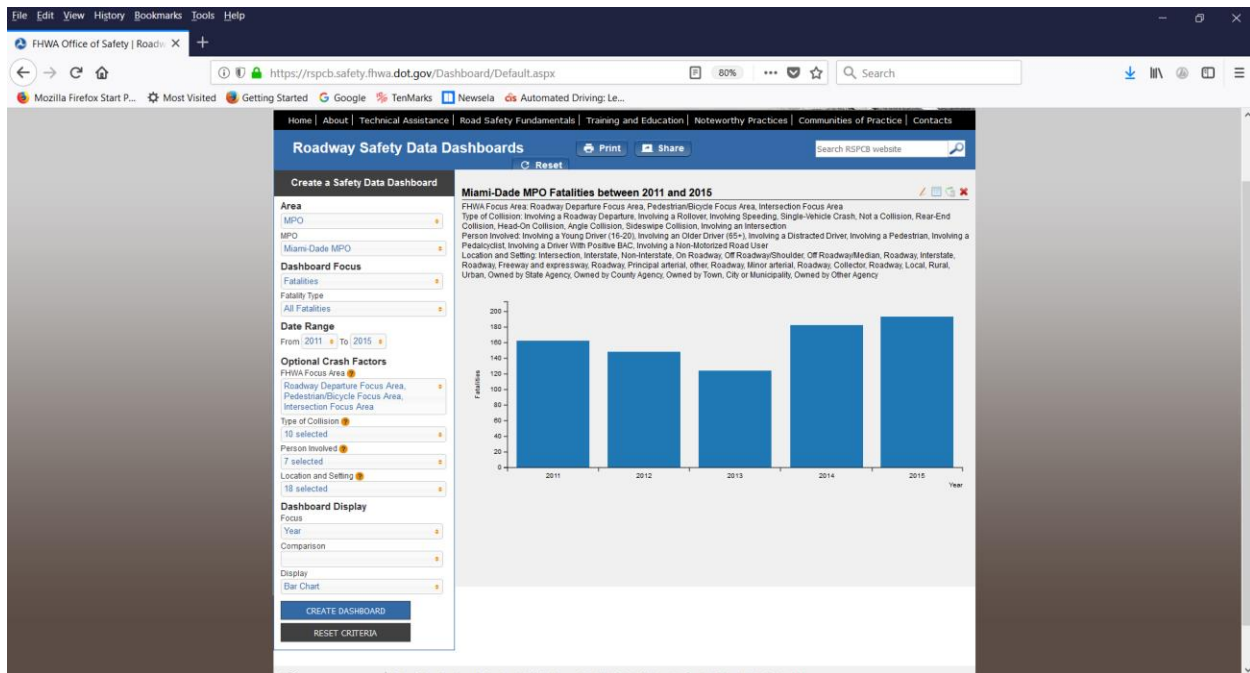 File Edit View History Bookmarks Tools Help
FHWA Office of Safety | Roadw
https://rspcb.safety.fhwa.dot.gov/Dashboard/Default.aspx
80%
Search
Mozilla Firefox Start P... Most Visited Getting Started Google TenMarks Newsela Automated Driving: Le...
Home | About | Technical Assistance | Road Safety Fundamentals | Training and Education | Noteworthy Practices | Communities of Practice | Contacts
Roadway Safety Data Dashboards
Print
Share
Search RSPCB website
Reset
Create a Safety Data Dashboard
Area
MPO
MPO
Miami-Dade MPO
Dashboard Focus
Fatalities
Fatality Type
All Fatalities
Date Range
From 2011 To 2015
Optional Crash Factors
FHWA Focus Area
Roadway Departure Focus Area,
Pedestrian/Bicycle Focus Area,
Intersection Focus Area
Type of Collision
10 selected
Person Involved
7 selected
Location and Setting
18 selected
Dashboard Display
Focus
Year
Comparison
Display
Bar Chart
CREATE DASHBOARD
RESET CRITERIA
Miami-Dade MPO Fatalities between 2011 and 2015
FHWA Focus Area: Roadway Departure Focus Area, Pedestrian/Bicycle Focus Area, Intersection Focus Area
Type of Collision: Involving a Roadway Departure, Involving a Rollover, Involving Speeding, Single-Vehicle Crash, Not a Collision, Rear-End
Collision, Head-On Collision, Angle Collision, Sideswipe Collision, Involving an Intersection
Person Involved: Involving a Young Driver (16-20), Involving an Older Driver (65+), Involving a Distracted Driver, Involving a Pedestrian, Involving a
Pedalcyclist, Involving a Driver With Positive BAC, Involving a Non-Motorized Road User
Location and Setting: Intersection, Interstate, Non-Interstate, On Roadway, Off Roadway/Shoulder, Off Roadway/Median, Roadway, Interstate,
Roadway, Freeway and expressway, Roadway, Principal arterial, other, Roadway, Minor arterial, Roadway, Collector, Roadway, Local, Rural,
Urban, Owned by State Agency, Owned by County Agency, Owned by Town, City or Municipality, Owned by Other Agency
Fatalities
200
180
160
140
120
100
80
60
40
20
0
2011 2012 2013 2014 2015
Year